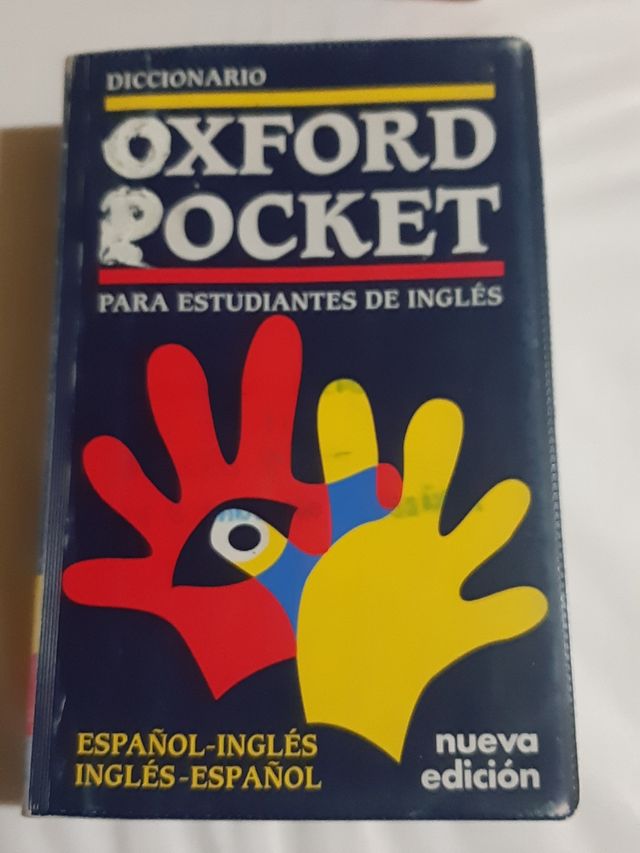 DICCIONARIO
OXFORD
POCKET
PARA ESTUDIANTES DE INGLÉS
ESPAÑOL-INGLÉS
INGLÉS-ESPAÑOL
nueva
edición